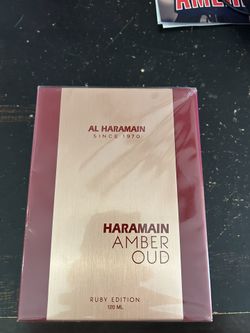 AL HARAMAIN
SINCE 1970
HARAMAIN
AMBER
OUD
RUBY EDITION
120 ML